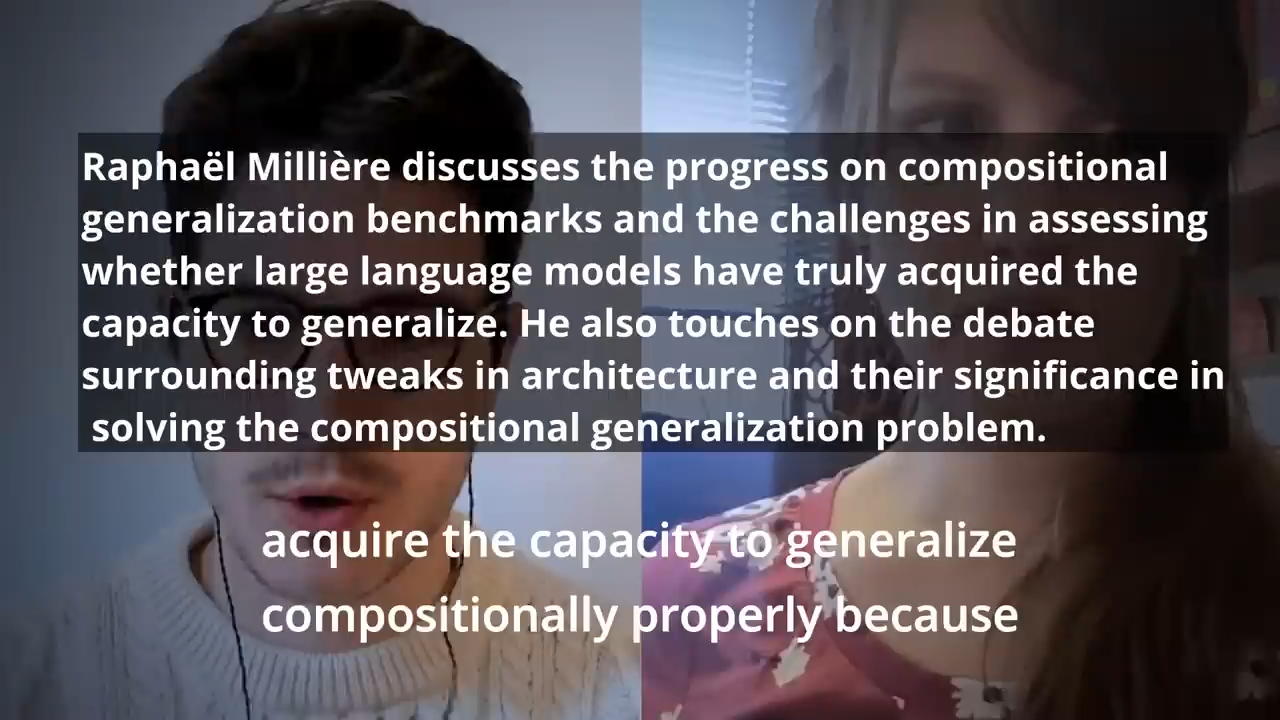 Raphaël Millière discusses the progress on compositional
generalization benchmarks and the challenges in assessing
whether large language models have truly acquired the
capacity to generalize. He also touches on the debate
surrounding tweaks in architecture and their significance in
solving the compositional generalization problem.
acquire the capacity to generalize
compositionally properly because